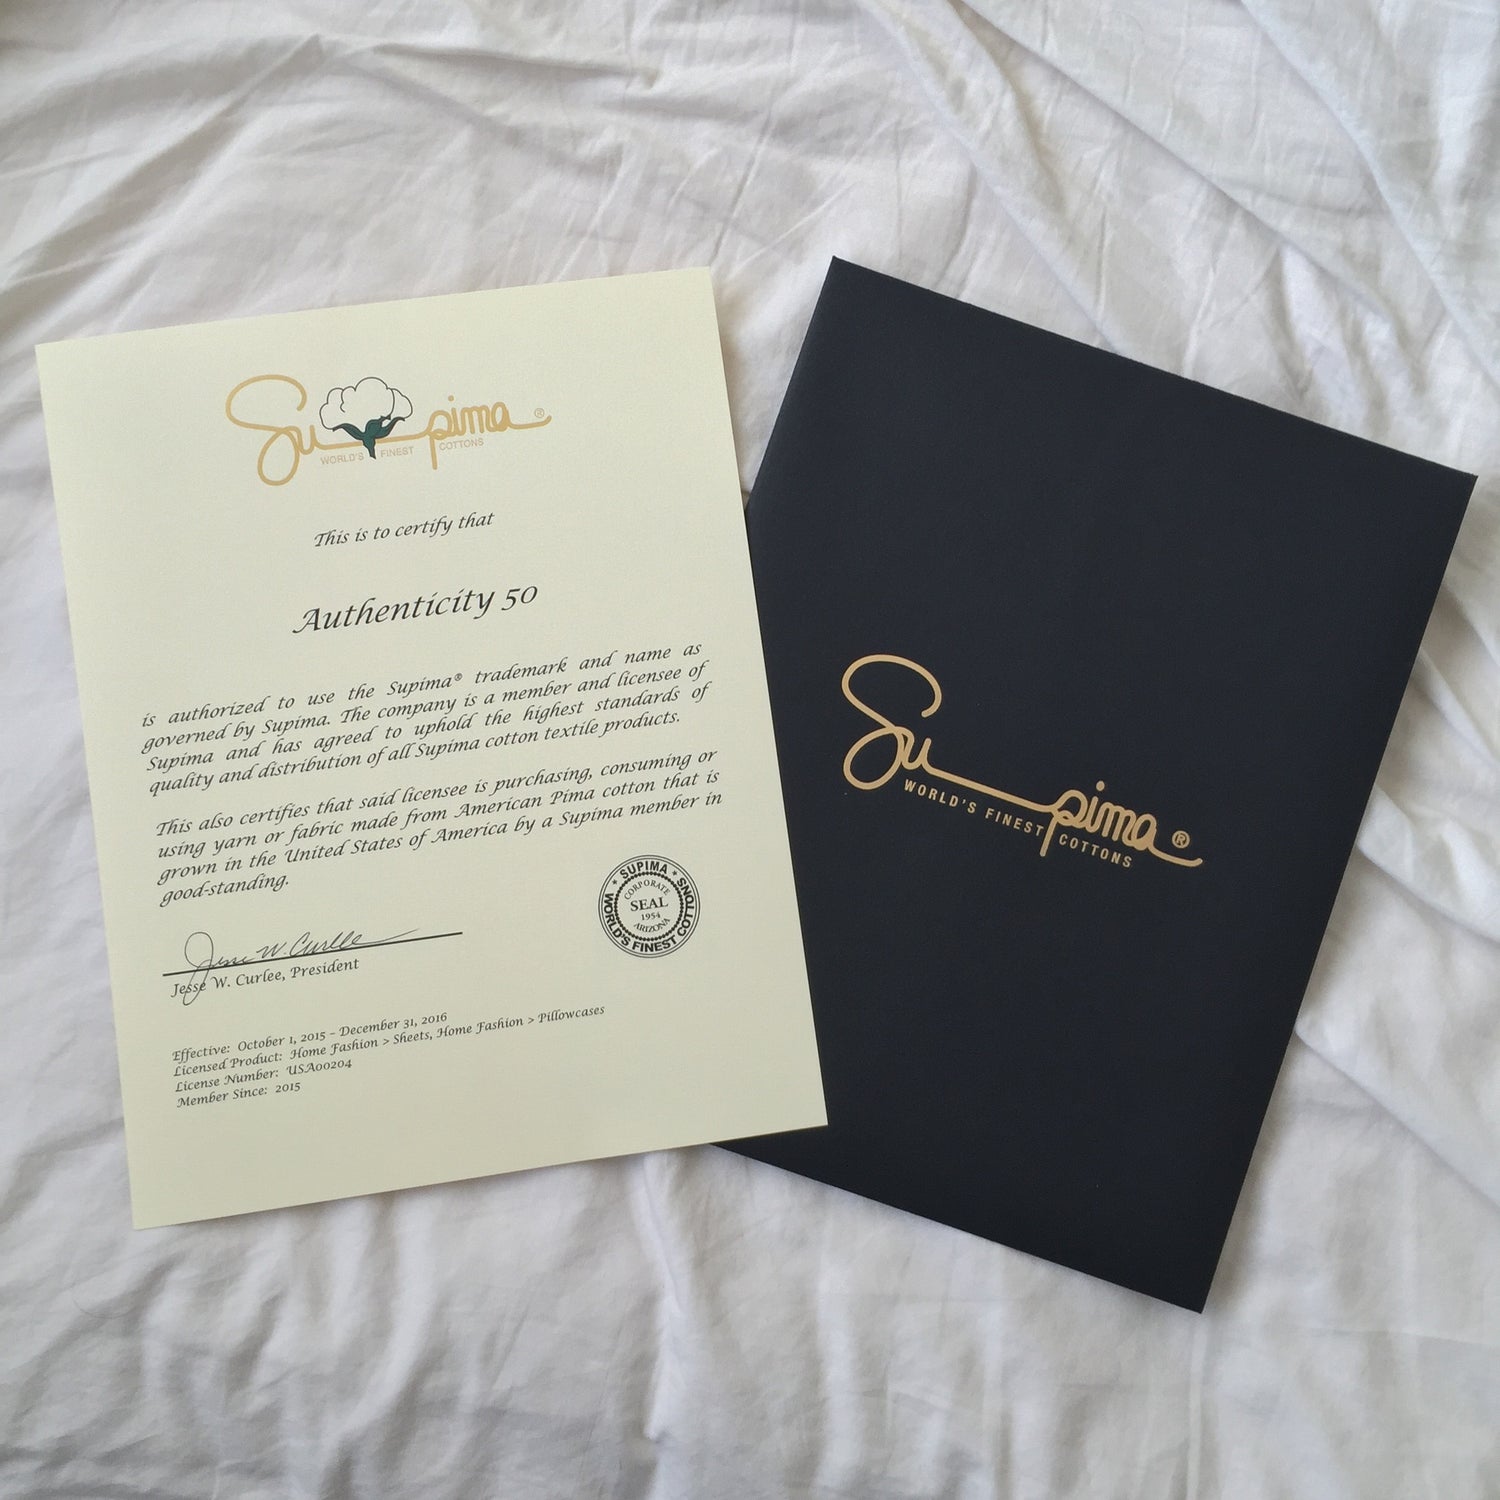 Supima®
WORLD'S FINEST COTTONS
This is to certify that
Authenticity 50
is authorized to use the Supima® trademark and name as
governed by Supima. The company is a member and licensee of
Supima and has agreed to uphold the highest standards of
quality and distribution of all Supima cotton textile products.
This also certifies that said licensee is purchasing, consuming or
using yarn or fabric made from American Pima cotton that is
grown in the United States of America by a Supima member in
good-standing.
Jesse W. Curlee
Jesse W. Curlee, President
★ SUPIMA ★
WORLD'S FINEST COTTONS
CORPORATE
SEAL
1954
ARIZONA
Effective: October 1, 2015 – December 31, 2016
Licensed Product: Home Fashion > Sheets, Home Fashion > Pillowcases
License Number: USA00204
Member Since: 2015
Supima®
WORLD'S FINEST COTTONS